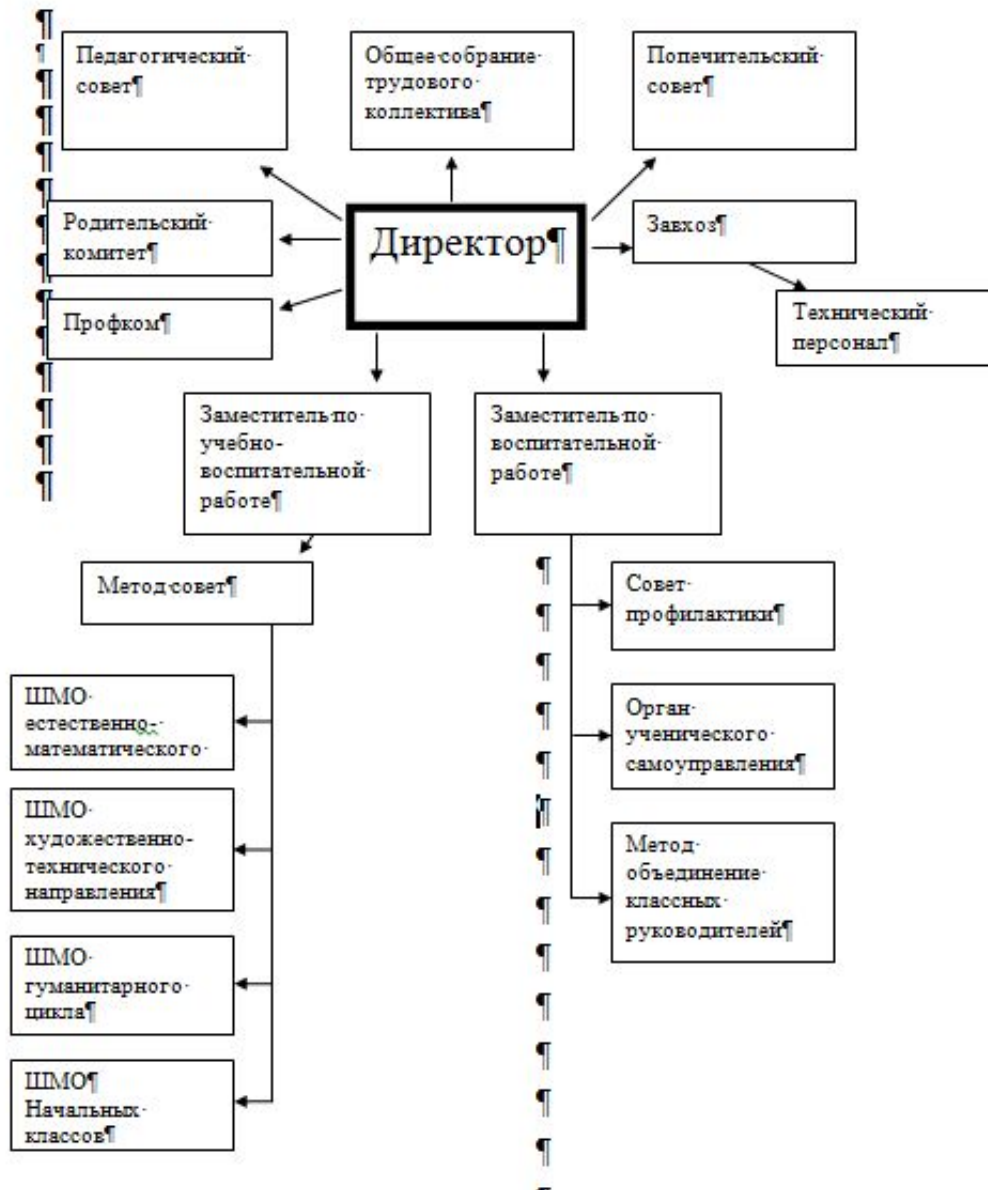 Педагогический
совет¶
Общее собрание
трудового
коллектива¶
Попечительский
совет¶
Родительский
комитет¶
Директор¶
Завхоз¶
Профком¶
Технический
персонал¶
Заместитель по
учебно-
воспитательной
работе¶
Заместитель по
воспитательной
работе¶
Метод совет¶
Совет
профилактики¶
ШМО
естественно-
математического
Орган
ученического
самоуправления¶
ШМО
художественно-
технического
направления¶
Метод
объединение
классных
руководителей¶
ШМО
гуманитарного
цикла¶
ШМО¶
Начальных
классов¶